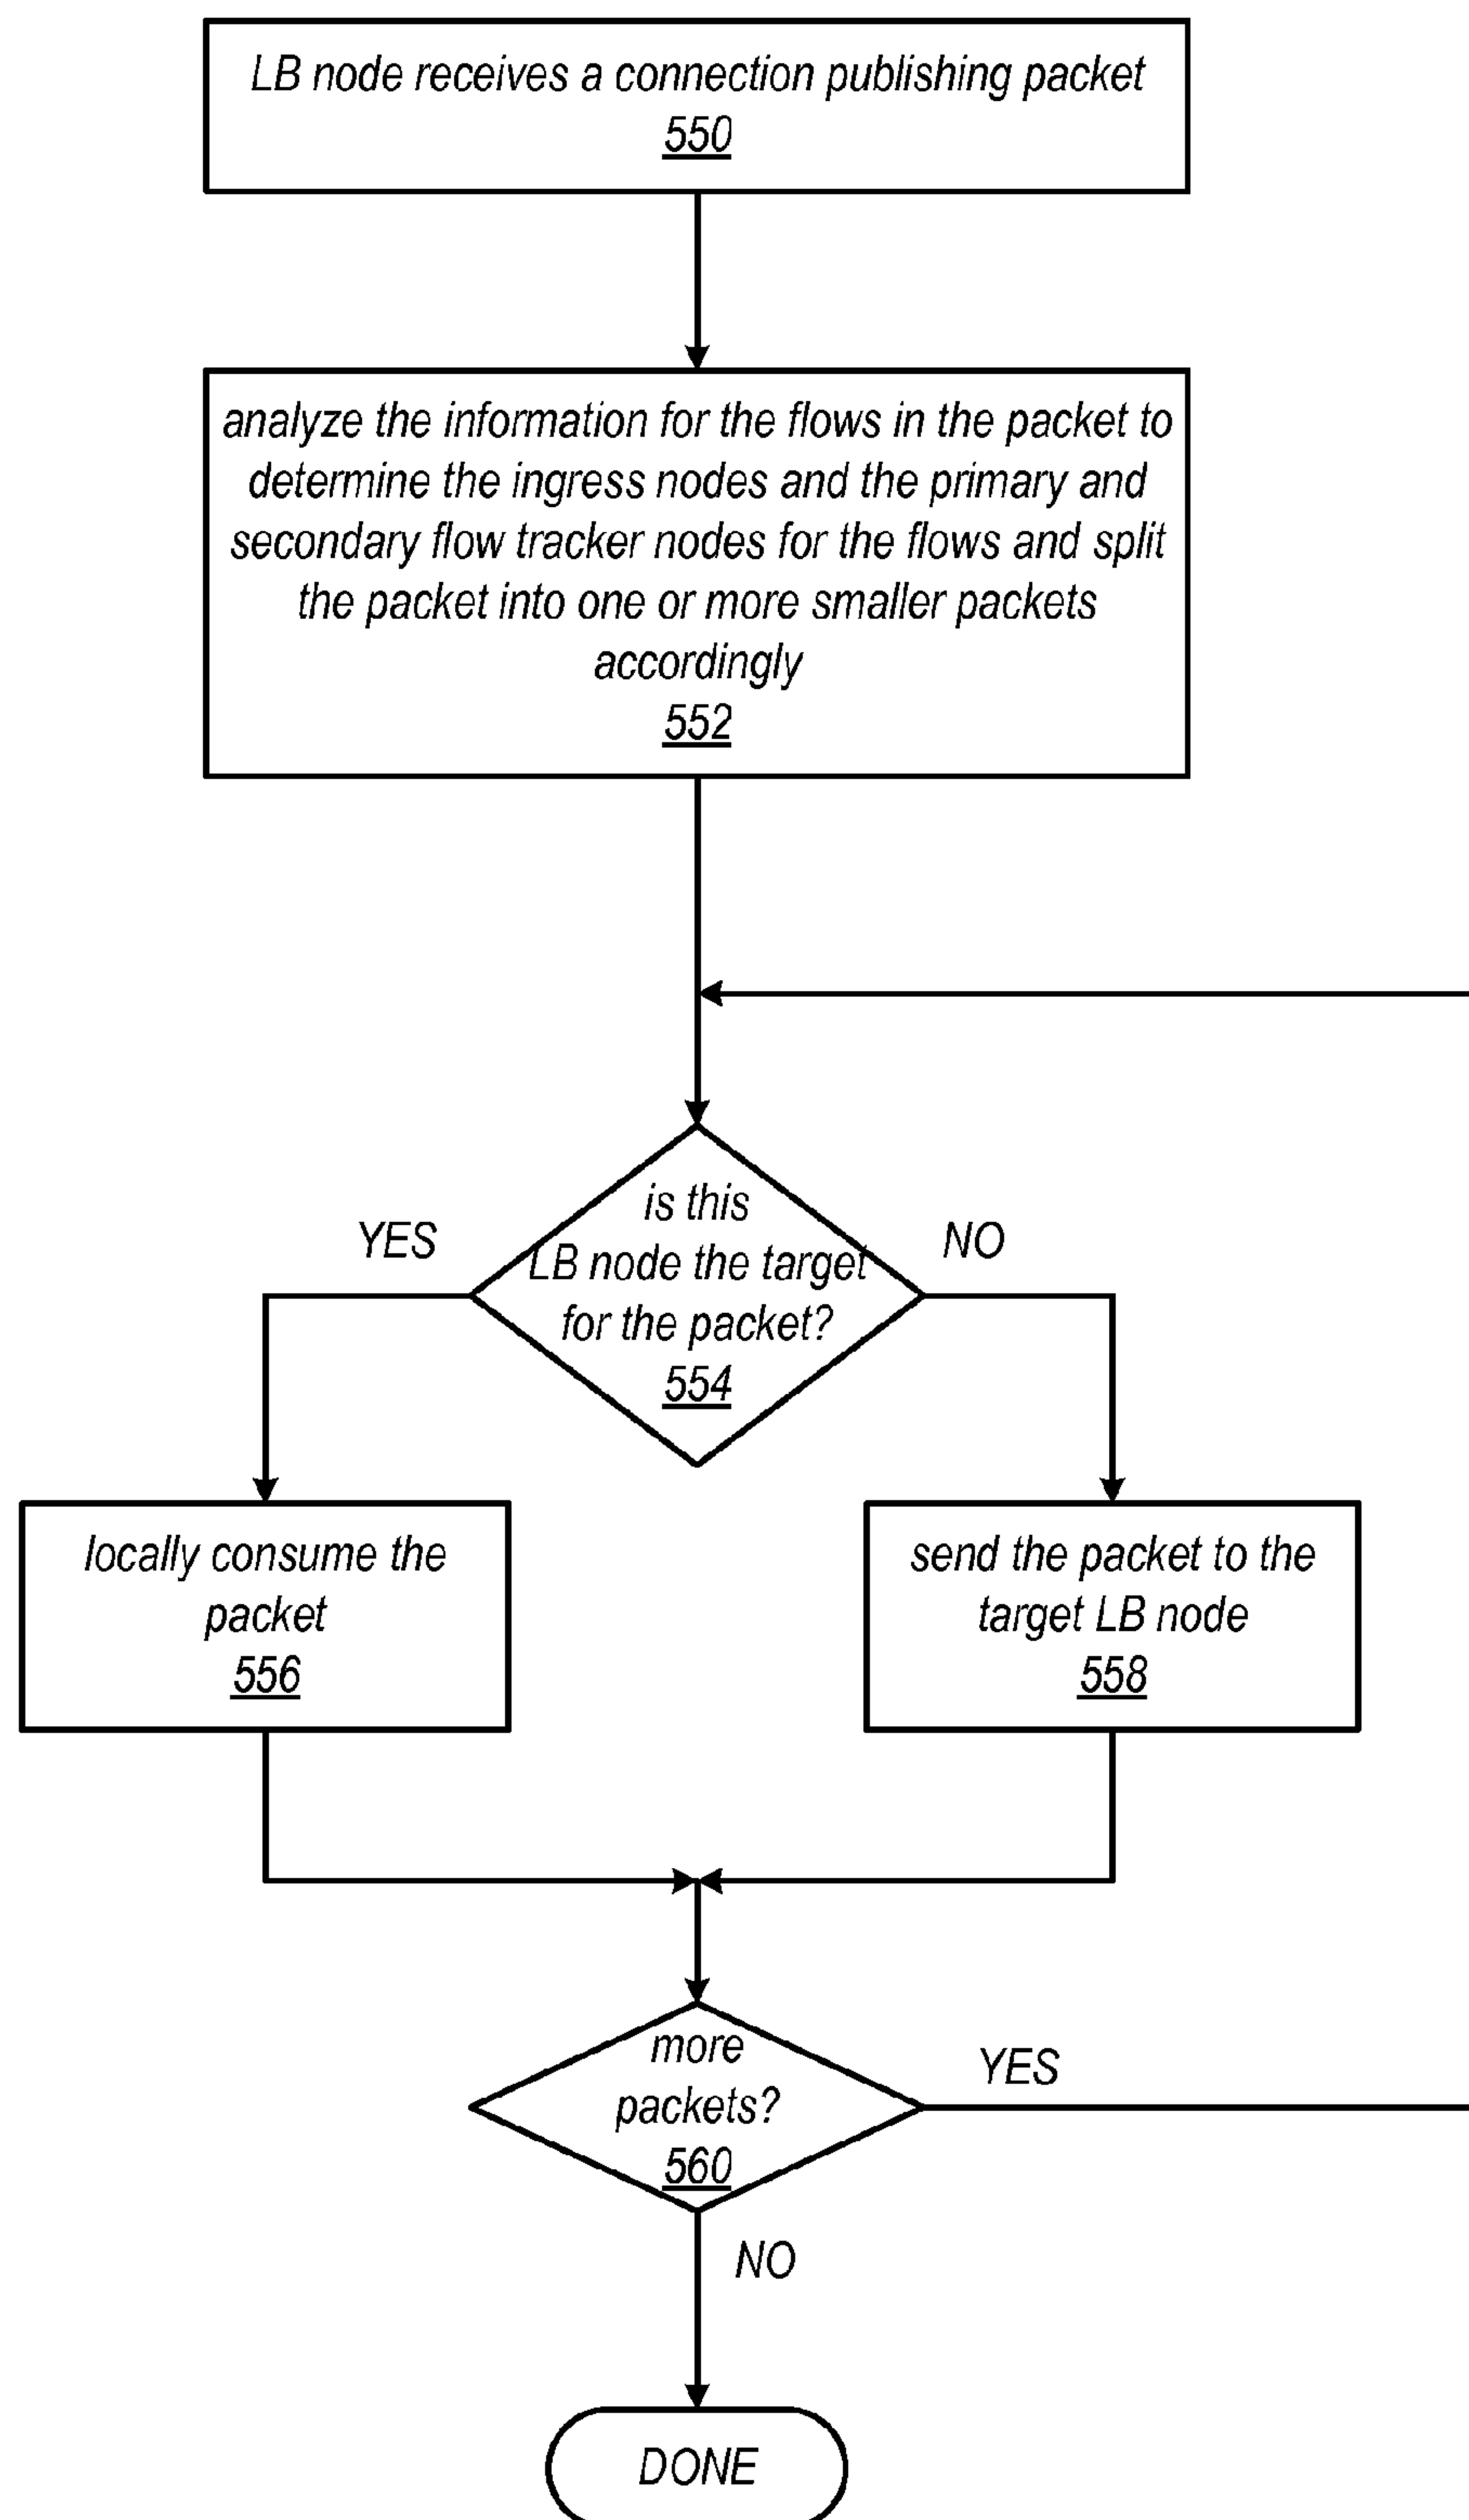 LB node receives a connection publishing packet
550
analyze the information for the flows in the packet to
determine the ingress nodes and the primary and
secondary flow tracker nodes for the flows and split
the packet into one or more smaller packets
accordingly
552
is this
YES
NO
LB node the target
for the packet?
554
locally consume the
packet
556
send the packet to the
target LB node
558
more
packets?
560
YES
NO
DONE